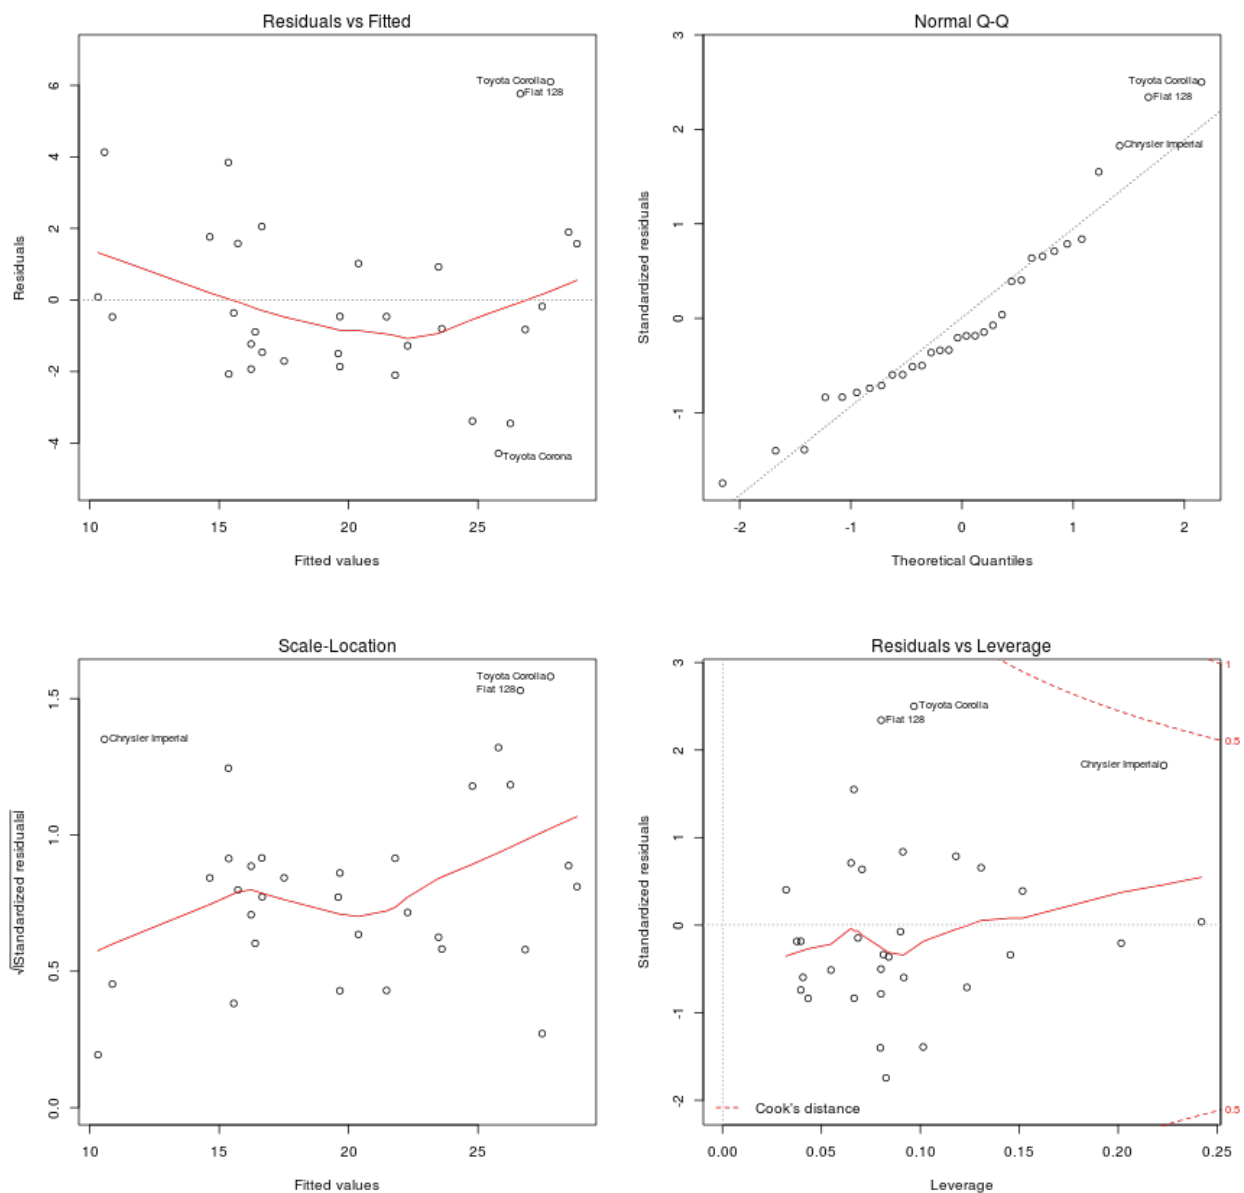 Residuals vs Fitted
Residuals
6
4
2
0
-2
-4
Toyota Corolla
Fiat 128
Toyota Corona
10 15 20 25
Fitted values
Normal Q-Q
Standardized residuals
3
2
1
0
-1
Toyota Corolla
Fiat 128
Chrysler Imperial
-2 -1 0 1 2
Theoretical Quantiles
Scale-Location
√|Standardized residuals|
1.5
1.0
0.5
0.0
Toyota Corolla
Fiat 128
Chrysler Imperial
10 15 20 25
Fitted values
Residuals vs Leverage
Standardized residuals
3
2
1
0
-1
-2
1
0.5
0.5
Toyota Corolla
Fiat 128
Chrysler Imperial
Cook's distance
0.00 0.05 0.10 0.15 0.20 0.25
Leverage